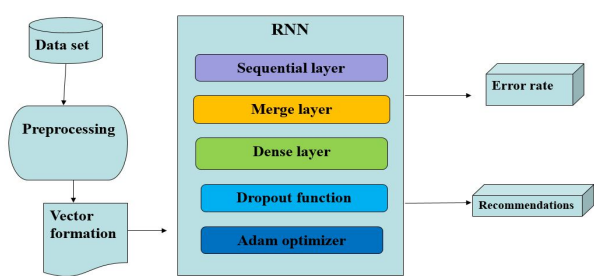 Data set
Preprocessing
Vector
formation
RNN
Sequential layer
Merge layer
Dense layer
Dropout function
Adam optimizer
Error rate
Recommendations